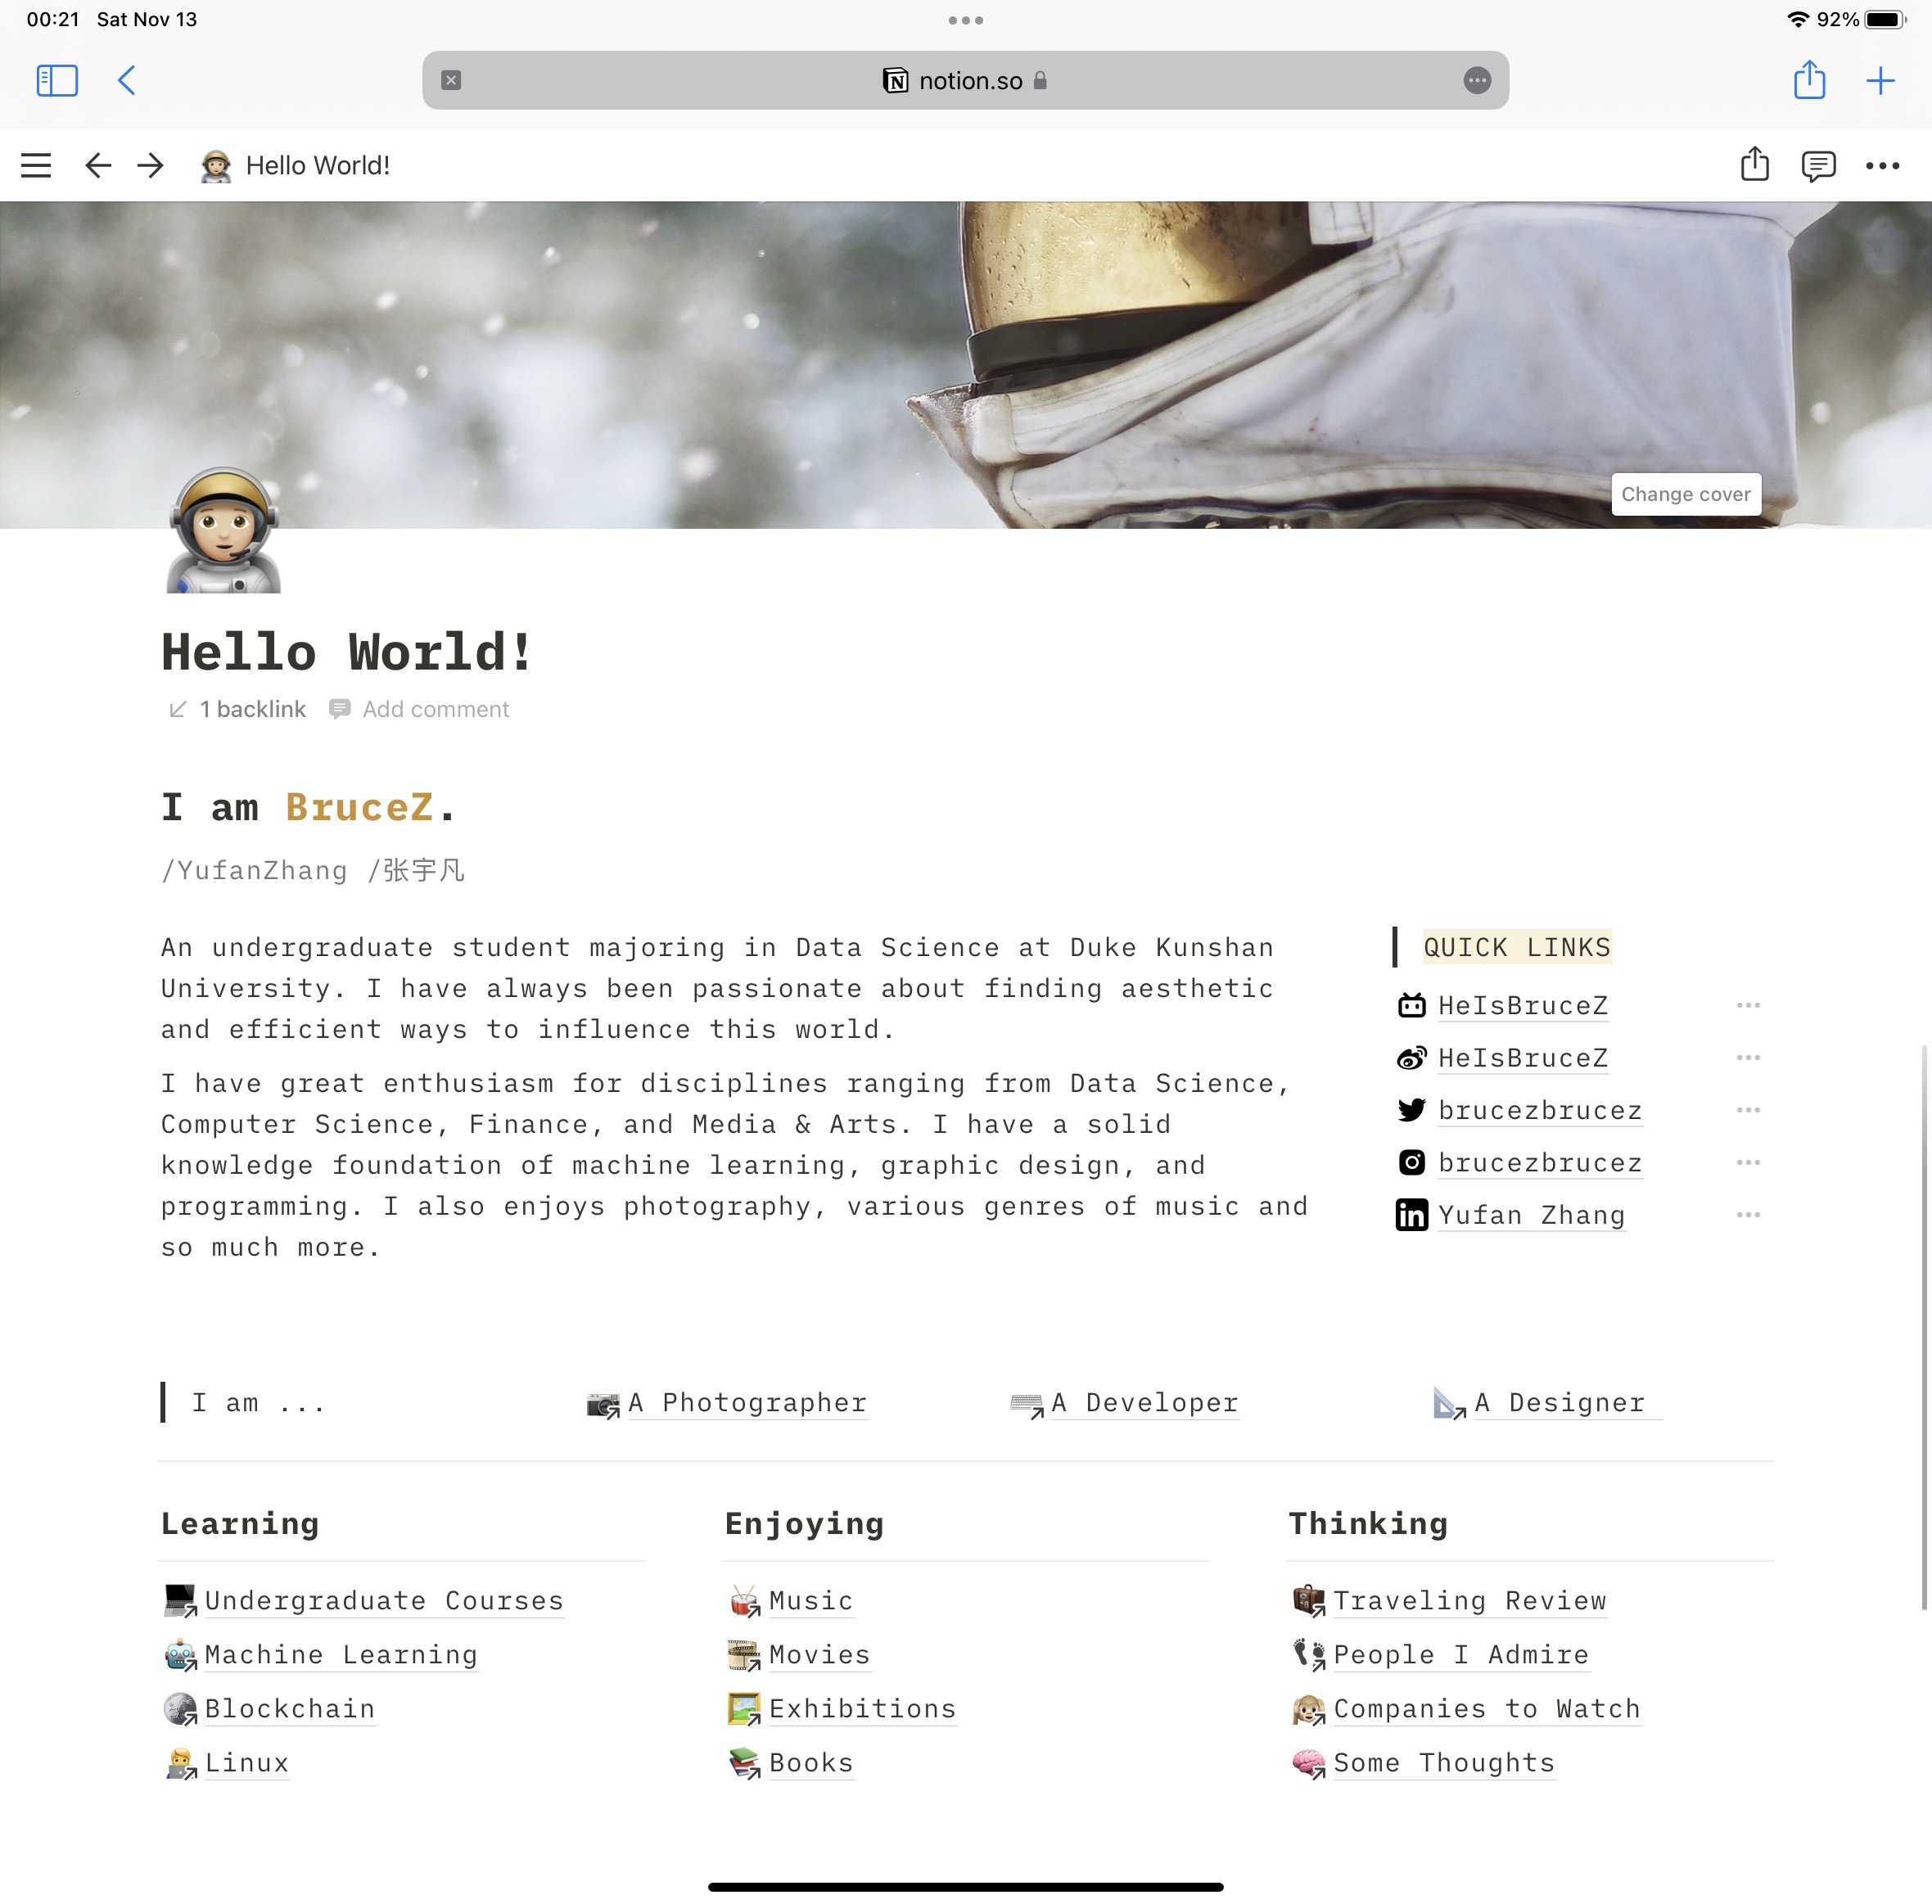 00:21 Sat Nov 13
92%
notion.so
Hello World!
Change cover
Hello World!
1 backlink Add comment
I am BruceZ.
/YufanZhang /张宇凡
An undergraduate student majoring in Data Science at Duke Kunshan
University. I have always been passionate about finding aesthetic
and efficient ways to influence this world.
I have great enthusiasm for disciplines ranging from Data Science,
Computer Science, Finance, and Media & Arts. I have a solid
knowledge foundation of machine learning, graphic design, and
programming. I also enjoys photography, various genres of music and
so much more.
QUICK LINKS
HeIsBruceZ
HeIsBruceZ
brucezbrucez
brucezbrucez
Yufan Zhang
I am ...
A Photographer
A Developer
A Designer
Learning
Undergraduate Courses
Machine Learning
Blockchain
Linux
Enjoying
Music
Movies
Exhibitions
Books
Thinking
Traveling Review
People I Admire
Companies to Watch
Some Thoughts